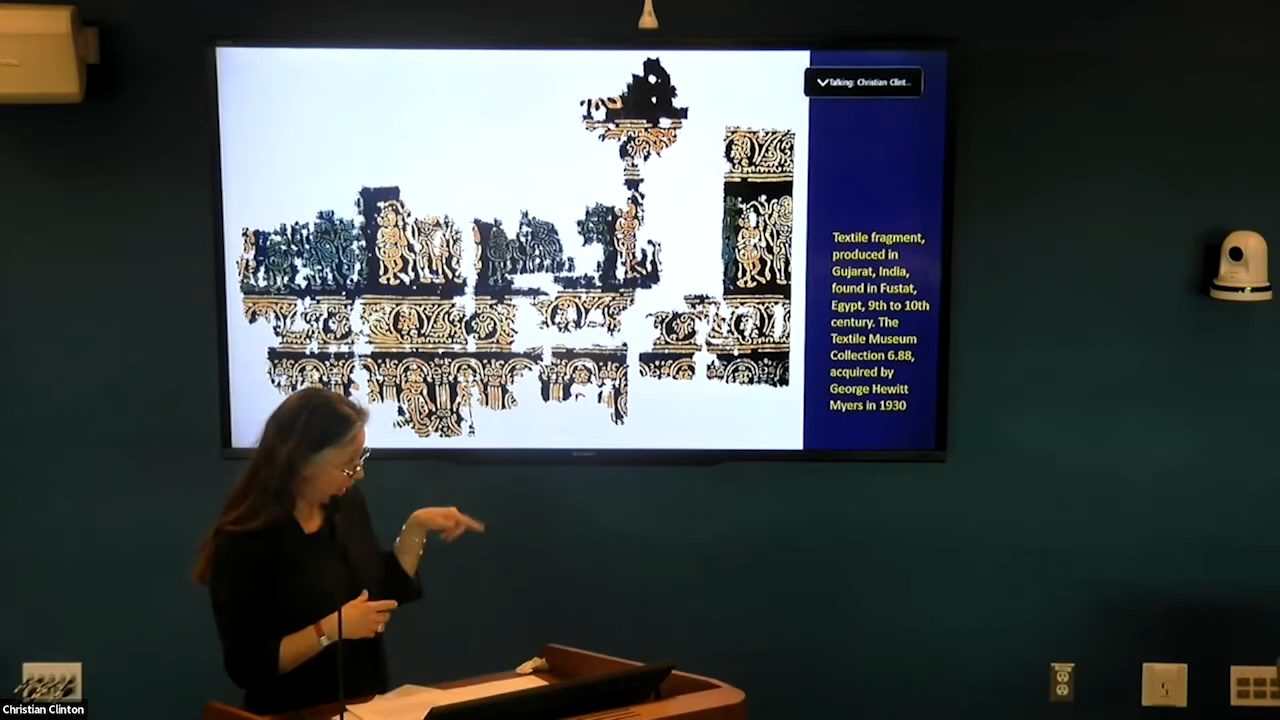 Talking: Christian Clint...
Textile fragment,
produced in
Gujarat, India,
found in Fustat,
Egypt, 9th to 10th
century. The
Textile Museum
Collection 6.88,
acquired by
George Hewitt
Myers in 1930
Christian Clinton